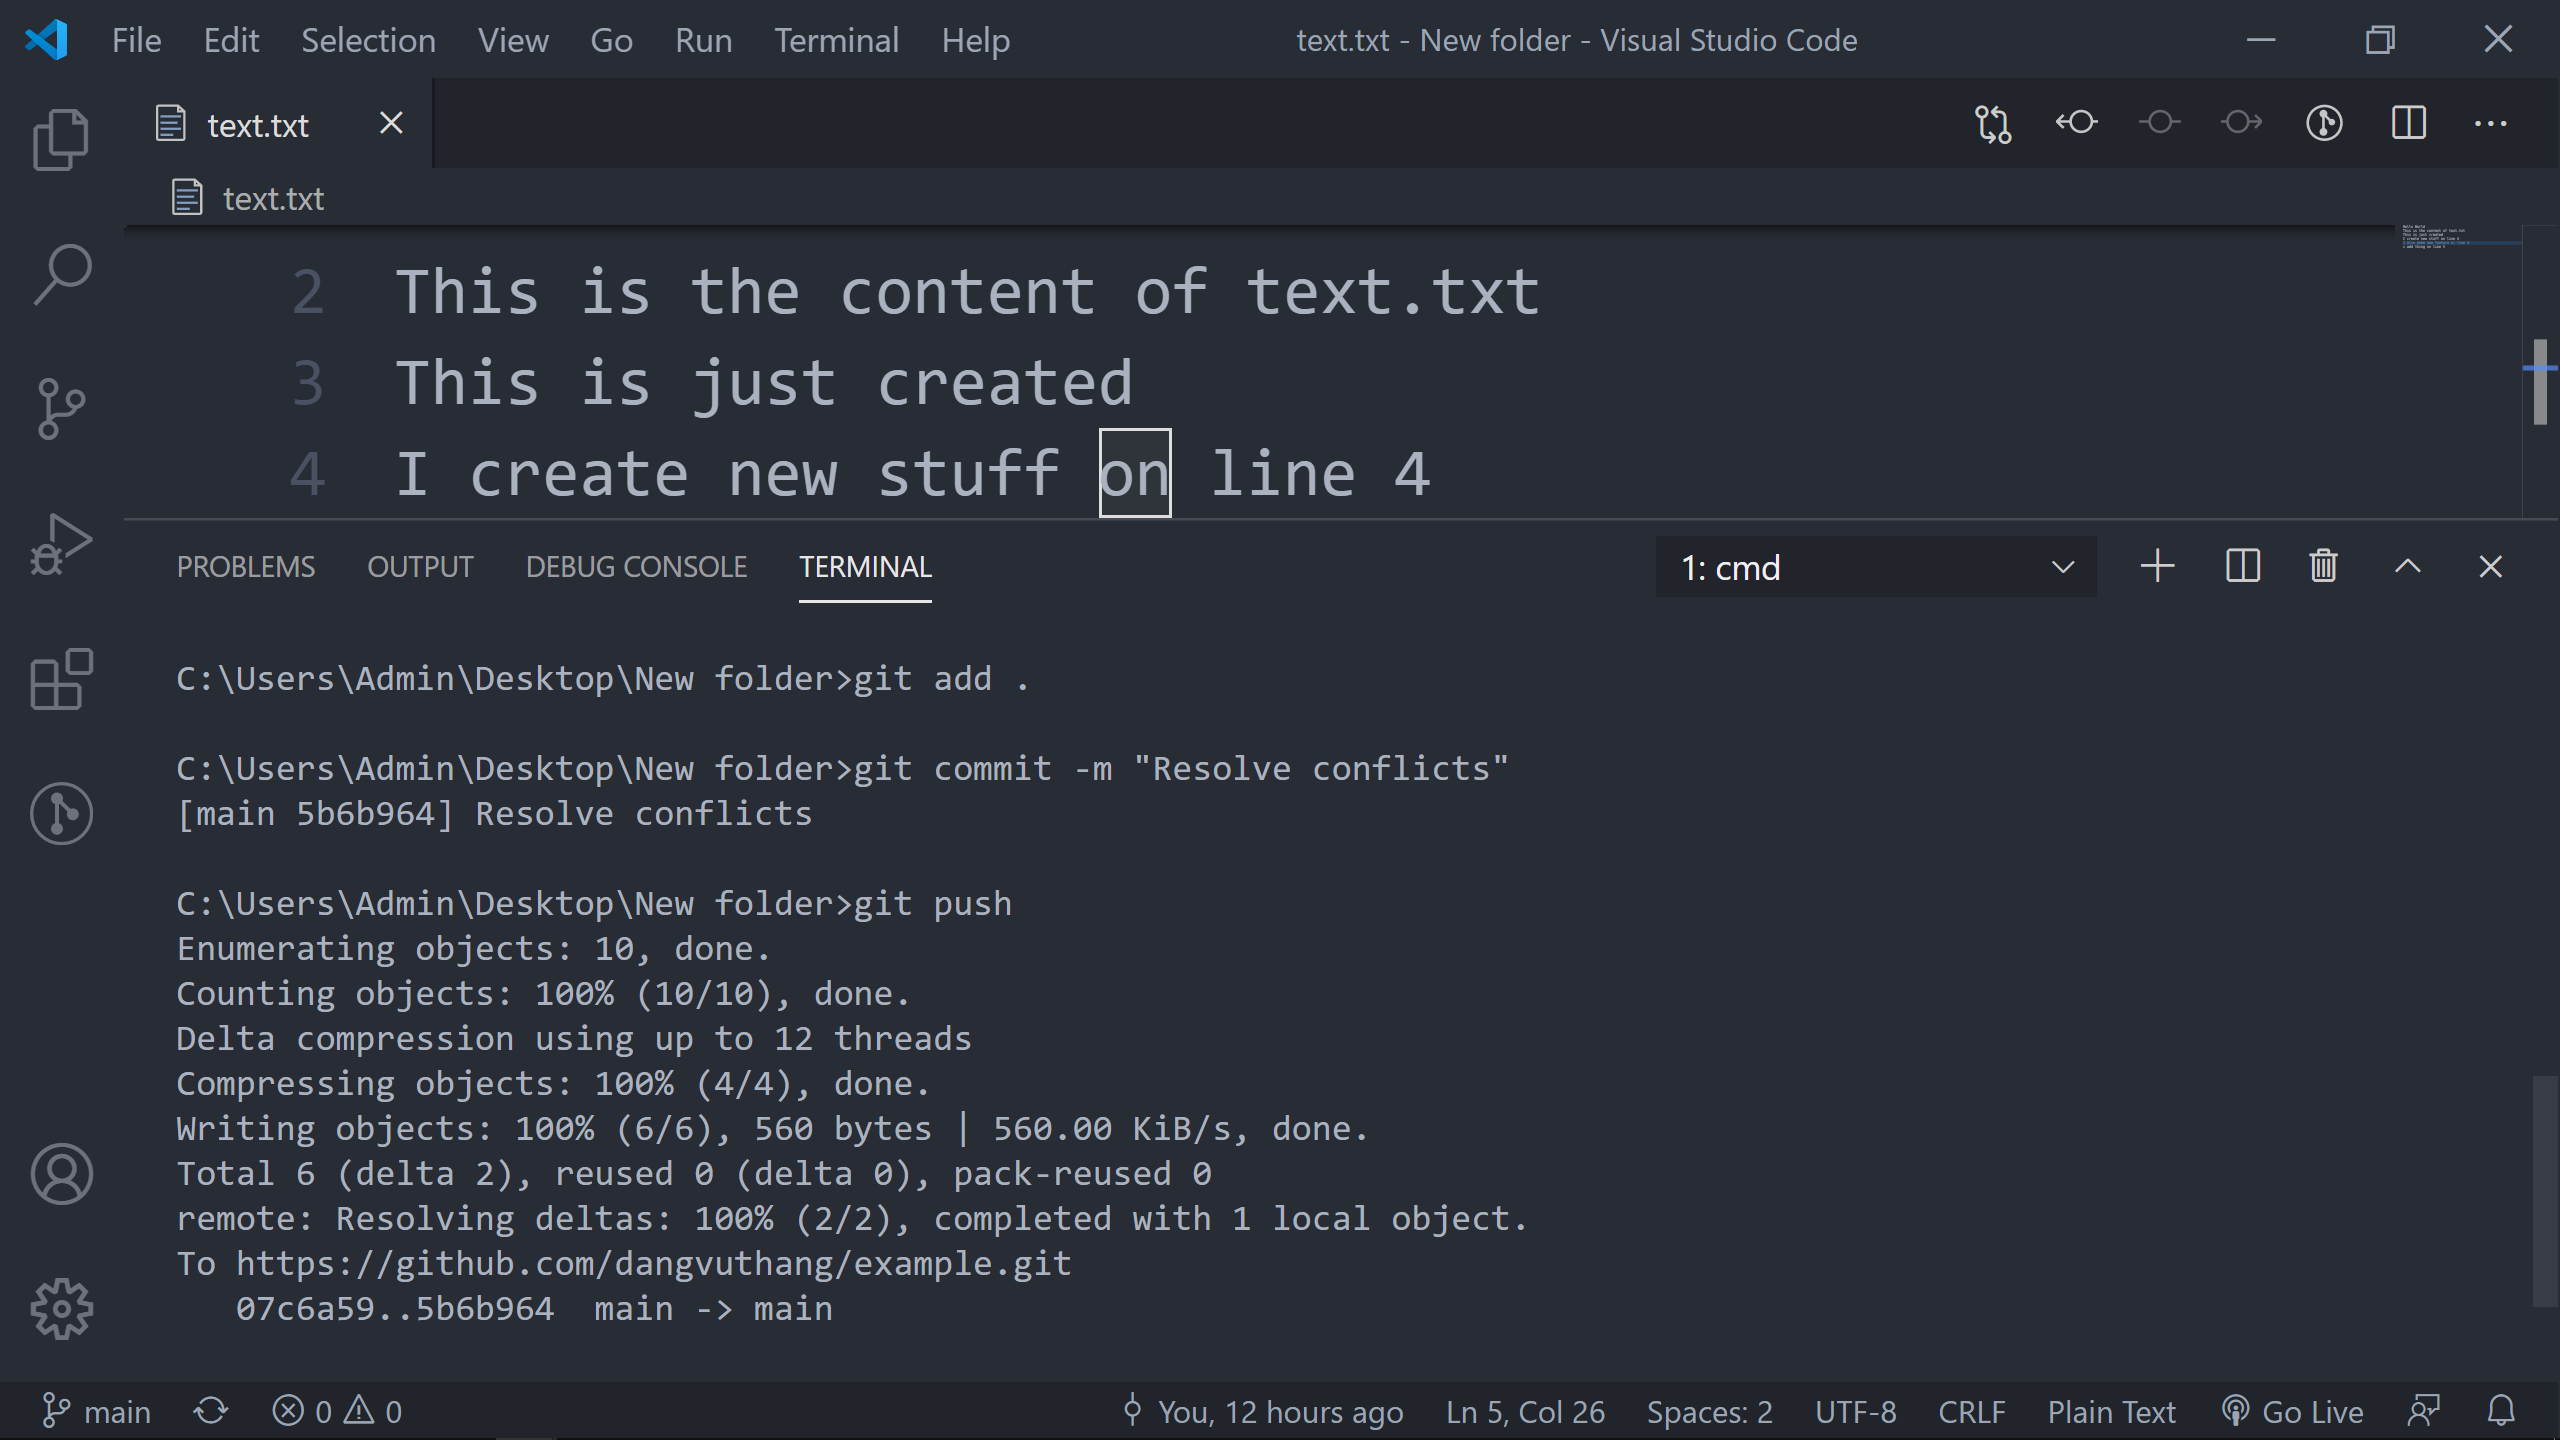 File Edit Selection View Go Run Terminal Help text.txt - New folder - Visual Studio Code
text.txt
text.txt
2 This is the content of text.txt
3 This is just created
4 I create new stuff on line 4
PROBLEMS OUTPUT DEBUG CONSOLE TERMINAL 1: cmd
C:\Users\Admin\Desktop\New folder>git add .
C:\Users\Admin\Desktop\New folder>git commit -m "Resolve conflicts"
[main 5b6b964] Resolve conflicts
C:\Users\Admin\Desktop\New folder>git push
Enumerating objects: 10, done.
Counting objects: 100% (10/10), done.
Delta compression using up to 12 threads
Compressing objects: 100% (4/4), done.
Writing objects: 100% (6/6), 560 bytes | 560.00 KiB/s, done.
Total 6 (delta 2), reused 0 (delta 0), pack-reused 0
remote: Resolving deltas: 100% (2/2), completed with 1 local object.
To https://github.com/dangvuthang/example.git
07c6a59..5b6b964 main -> main
main 0 0 You, 12 hours ago Ln 5, Col 26 Spaces: 2 UTF-8 CRLF Plain Text Go Live